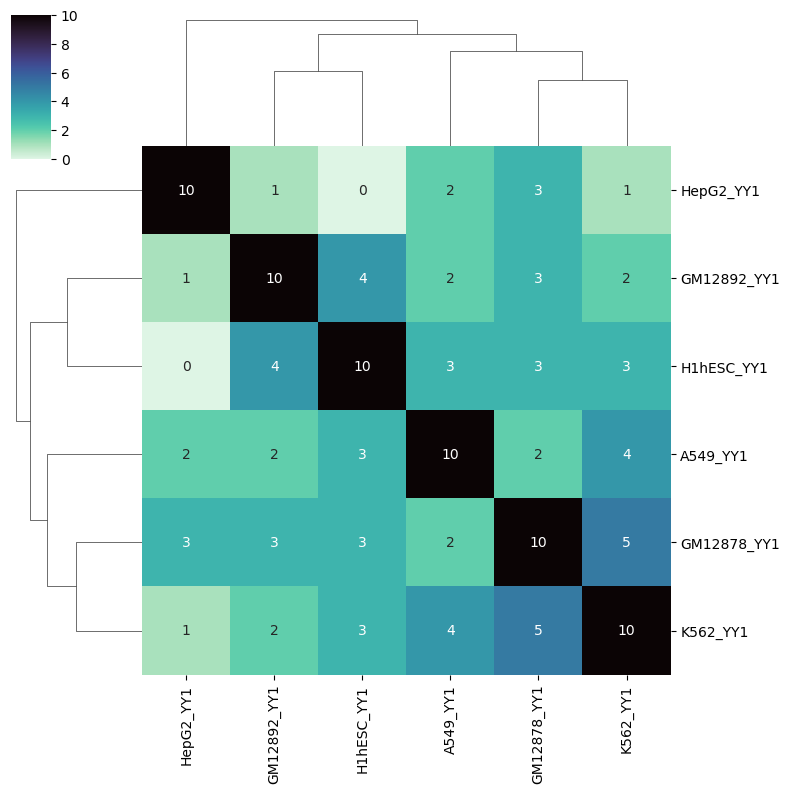 10
8
6
4
2
0
10 1 0 2 3 1 HepG2_YY1
1 10 4 2 3 2 GM12892_YY1
0 4 10 3 3 3 H1hESC_YY1
2 2 3 10 2 4 A549_YY1
3 3 3 2 10 5 GM12878_YY1
1 2 3 4 5 10 K562_YY1
HepG2_YY1
GM12892_YY1
H1hESC_YY1
A549_YY1
GM12878_YY1
K562_YY1